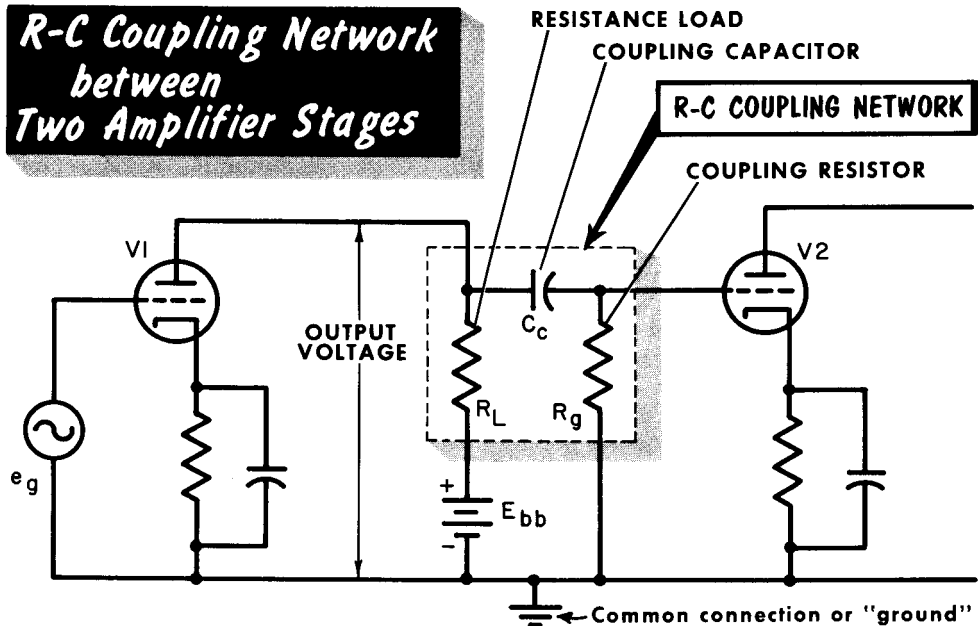 R-C Coupling Network
between
Two Amplifier Stages
RESISTANCE LOAD
COUPLING CAPACITOR
R-C COUPLING NETWORK
COUPLING RESISTOR
V1
V2
OUTPUT
VOLTAGE
Cc
RL
Rg
eg
+
Ebb
-
Common connection or "ground"